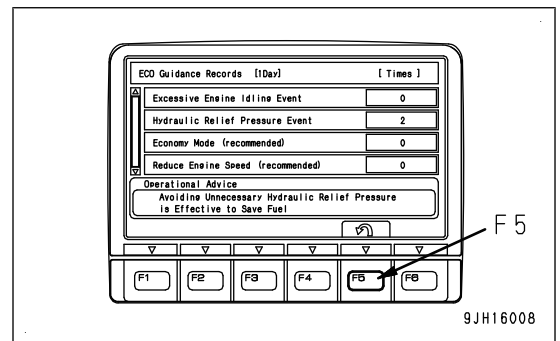 ECO Guidance Records [1Day] [ Times ]
Excessive Engine Idling Event 0
Hydraulic Relief Pressure Event 2
Economy Mode (recommended) 0
Reduce Engine Speed (recommended) 0
Operational Advice
Avoiding Unnecessary Hydraulic Relief Pressure
is Effective to Save Fuel
F5
F1 F2 F3 F4 F5 F6
9JH16008